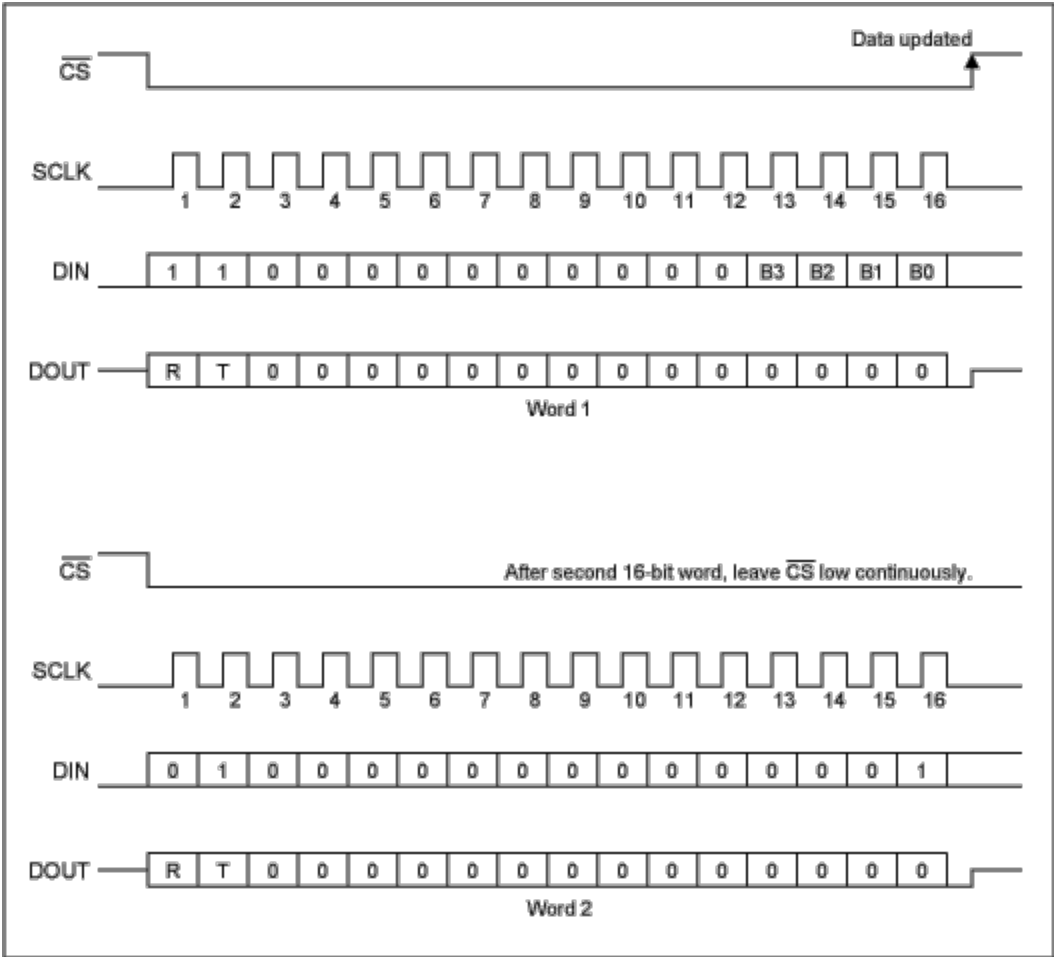 Data updated
CS
SCLK
1 2 3 4 5 6 7 8 9 10 11 12 13 14 15 16
DIN 1 1 0 0 0 0 0 0 0 0 0 0 B3 B2 B1 B0
DOUT R T 0 0 0 0 0 0 0 0 0 0 0 0 0 0
Word 1
CS After second 16-bit word, leave CS low continuously.
SCLK
1 2 3 4 5 6 7 8 9 10 11 12 13 14 15 16
DIN 0 1 0 0 0 0 0 0 0 0 0 0 0 0 0 1
DOUT R T 0 0 0 0 0 0 0 0 0 0 0 0 0 0
Word 2